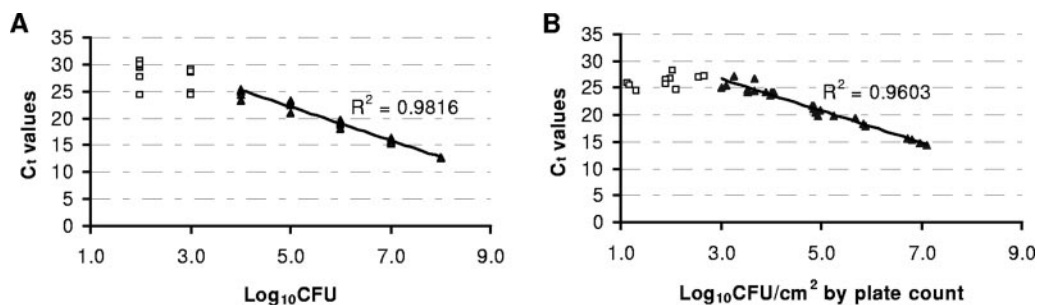 A
Ct values
35
30
25
20
15
10
5
0
R² = 0.9816
1.0 3.0 5.0 7.0 9.0
Log₁₀CFU
B
Ct values
35
30
25
20
15
10
5
0
R² = 0.9603
1.0 3.0 5.0 7.0 9.0
Log₁₀CFU/cm² by plate count